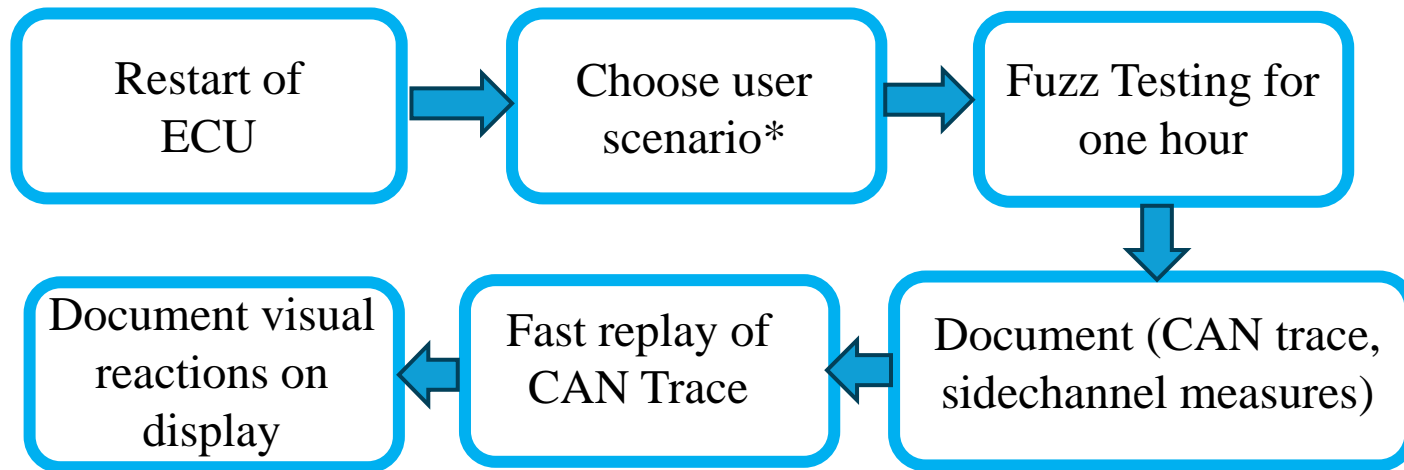 Restart of
ECU
Choose user
scenario*
Fuzz Testing for
one hour
Document (CAN trace,
sidechannel measures)
Fast replay of
CAN Trace
Document visual
reactions on
display